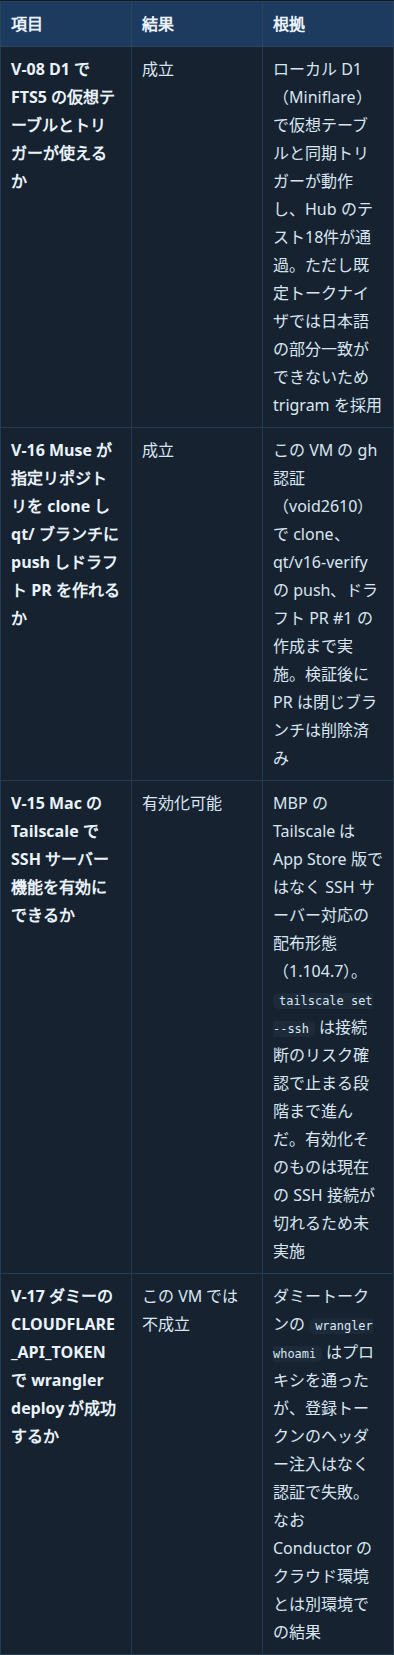 項目
結果
根拠
V-08 D1 で
FTS5 の仮想テ
ーブルとトリ
ガーが使える
か
成立
ローカル D1
（Miniflare）
で仮想テーブ
ルと同期トリ
ガーが動作
し、Hub のテ
スト18件が通
過。ただし既
定トークナイ
ザでは日本語
の部分一致が
できないため
trigram を採用
V-16 Muse が
指定リポジト
リを clone し
qt/ ブランチに
push しドラフ
ト PR を作れる
か
成立
この VM の gh
認証
（void2610）
で clone、
qt/v16-verify
の push、ドラ
フト PR #1 の
作成まで実
施。検証後に
PR は閉じブラ
ンチは削除済
み
V-15 Mac の
Tailscale で
SSH サーバー
機能を有効に
できるか
有効化可能
MBP の
Tailscale は
App Store 版で
はなく SSH サ
ーバー対応の
配布形態
（1.104.7）。
tailscale set
--ssh は接続
断のリスク確
認で止まる段
階まで進ん
だ。有効化そ
のものは現在
の SSH 接続が
切れるため未
実施
V-17 ダミーの
CLOUDFLARE
_API_TOKEN
で wrangler
deploy が成功
するか
この VM では
不成立
ダミートーク
ンの wrangler
whoami はプロ
キシを通った
が、登録トー
クンのヘッダ
ー注入はなく
認証で失敗。
なお
Conductor の
クラウド環境
とは別環境で
の結果